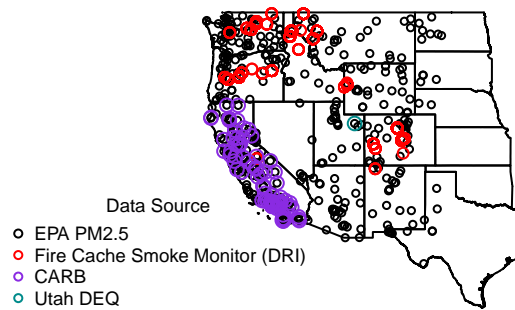 Data Source
EPA PM2.5
Fire Cache Smoke Monitor (DRI)
CARB
Utah DEQ